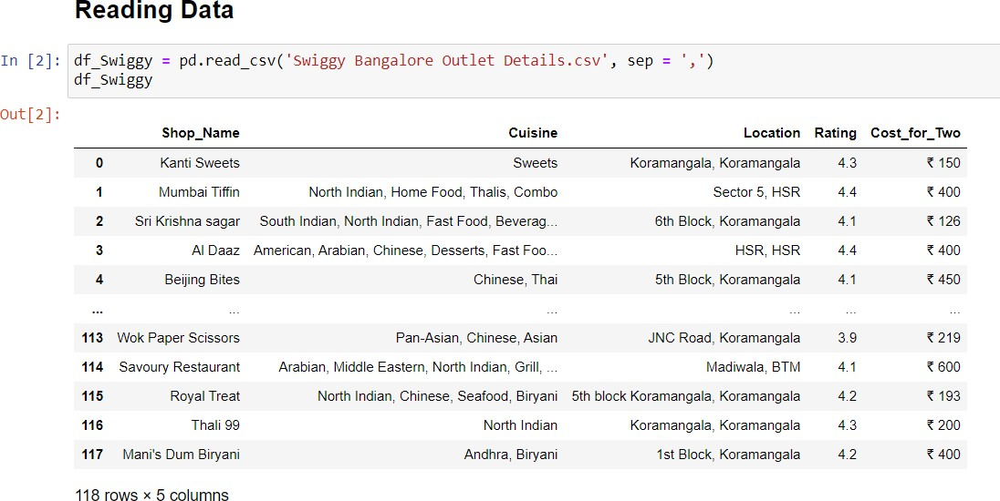 Reading Data
In [2]: df_Swiggy = pd.read_csv('Swiggy Bangalore Outlet Details.csv', sep = ',')
df_Swiggy
Out[2]:
Shop_Name Cuisine Location Rating Cost_for_Two
0 Kanti Sweets Sweets Koramangala, Koramangala 4.3 ₹ 150
1 Mumbai Tiffin North Indian, Home Food, Thalis, Combo Sector 5, HSR 4.4 ₹ 400
2 Sri Krishna sagar South Indian, North Indian, Fast Food, Beverag... 6th Block, Koramangala 4.1 ₹ 126
3 Al Daaz American, Arabian, Chinese, Desserts, Fast Foo... HSR, HSR 4.4 ₹ 400
4 Beijing Bites Chinese, Thai 5th Block, Koramangala 4.1 ₹ 450
... ... ... ... ... ...
113 Wok Paper Scissors Pan-Asian, Chinese, Asian JNC Road, Koramangala 3.9 ₹ 219
114 Savoury Restaurant Arabian, Middle Eastern, North Indian, Grill, ... Madiwala, BTM 4.1 ₹ 600
115 Royal Treat North Indian, Chinese, Seafood, Biryani 5th block Koramangala, Koramangala 4.2 ₹ 193
116 Thali 99 North Indian Koramangala, Koramangala 4.3 ₹ 200
117 Mani's Dum Biryani Andhra, Biryani 1st Block, Koramangala 4.2 ₹ 400
118 rows × 5 columns